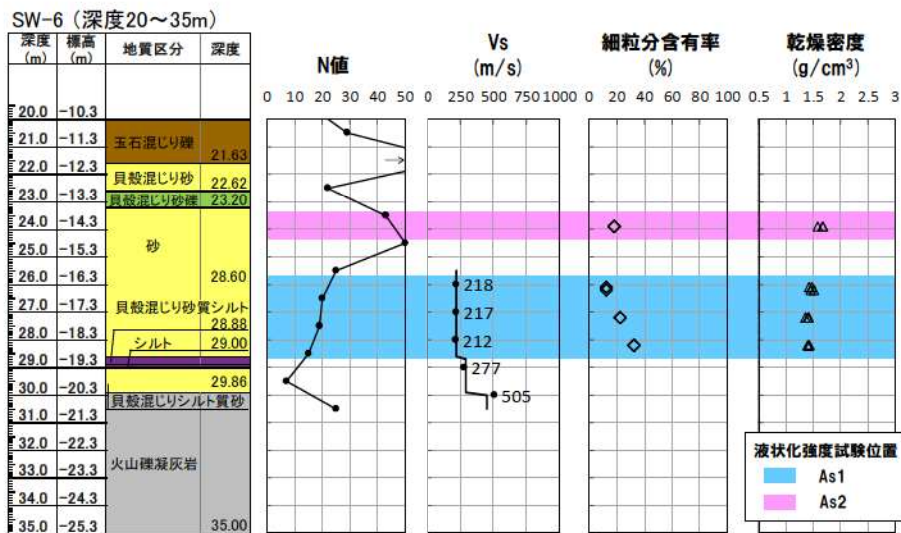 SW-6（深度20～35m）
深度
(m)
標高
(m)
地質区分
深度
N値
Vs
(m/s)
細粒分含有率
(%)
乾燥密度
(g/cm³)
0 10 20 30 40 50
0 250 500 750 1000
0 20 40 60 80 100
0.5 1 1.5 2 2.5 3
20.0 -10.3
21.0 -11.3
22.0 -12.3
23.0 -13.3
24.0 -14.3
25.0 -15.3
26.0 -16.3
27.0 -17.3
28.0 -18.3
29.0 -19.3
30.0 -20.3
31.0 -21.3
32.0 -22.3
33.0 -23.3
34.0 -24.3
35.0 -25.3
玉石混じり礫
21.63
貝殻混じり砂
22.62
貝殻混じり砂礫 23.20
砂
28.60
貝殻混じり砂質シルト
28.88
シルト 29.00
29.86
貝殻混じりシルト質砂
火山礫凝灰岩
35.00
218
217
212
277
505
液状化強度試験位置
As1
As2